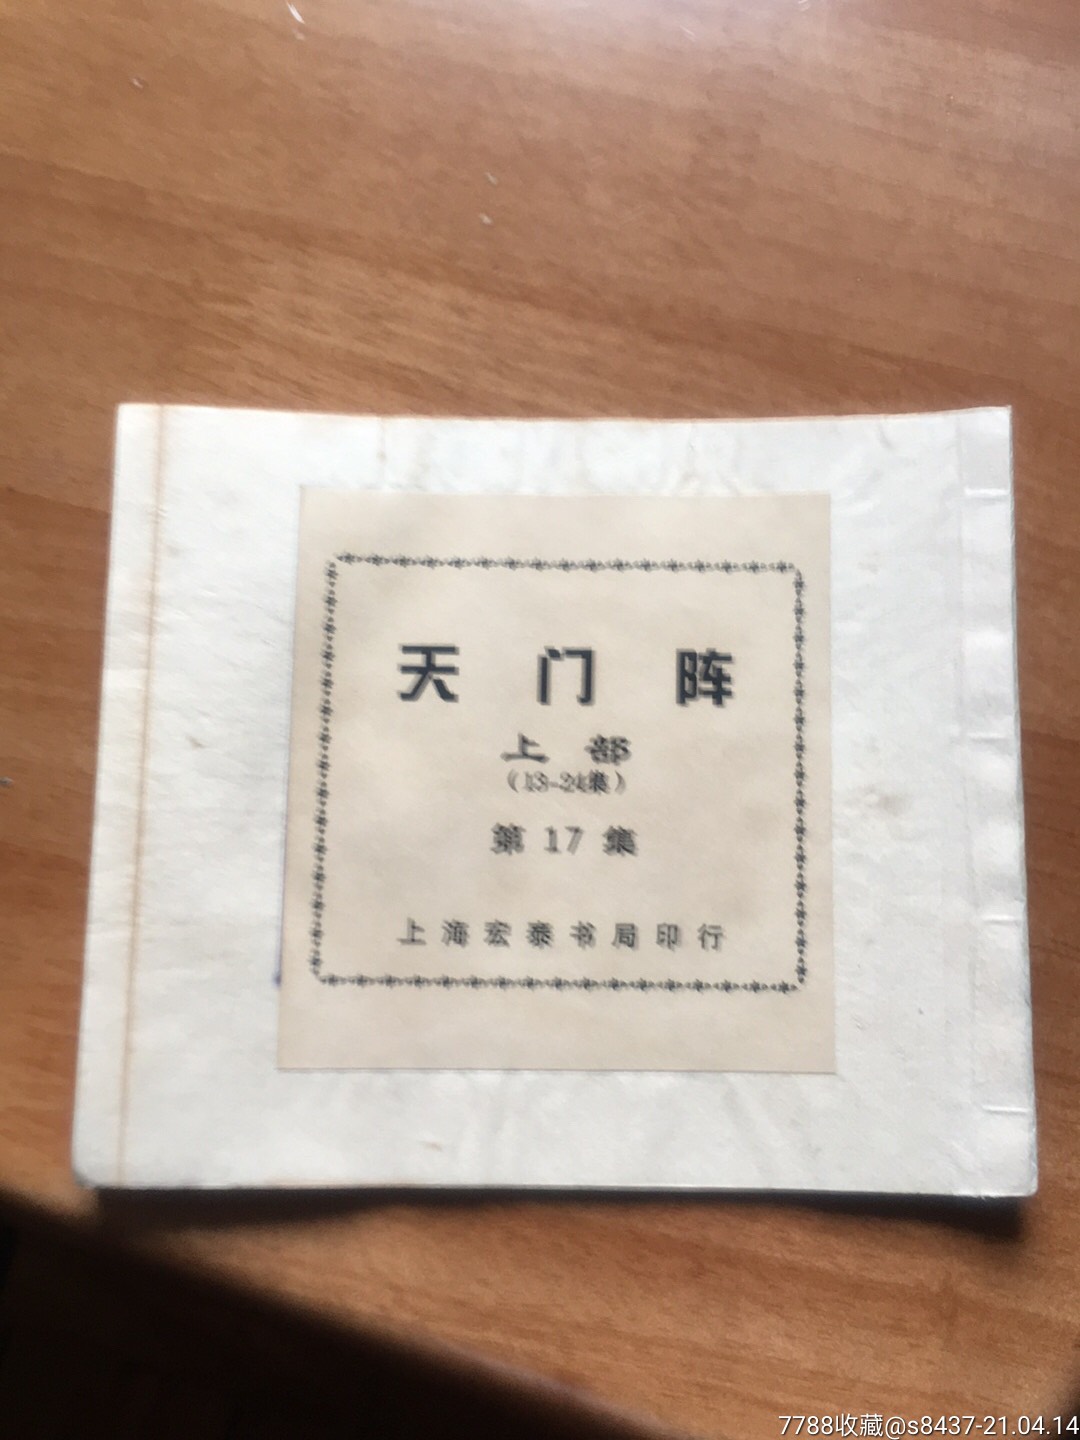 天门阵
上部
(13-24集)
第17集
上海宏泰书局印行
7788收藏@s8437-21.04.14